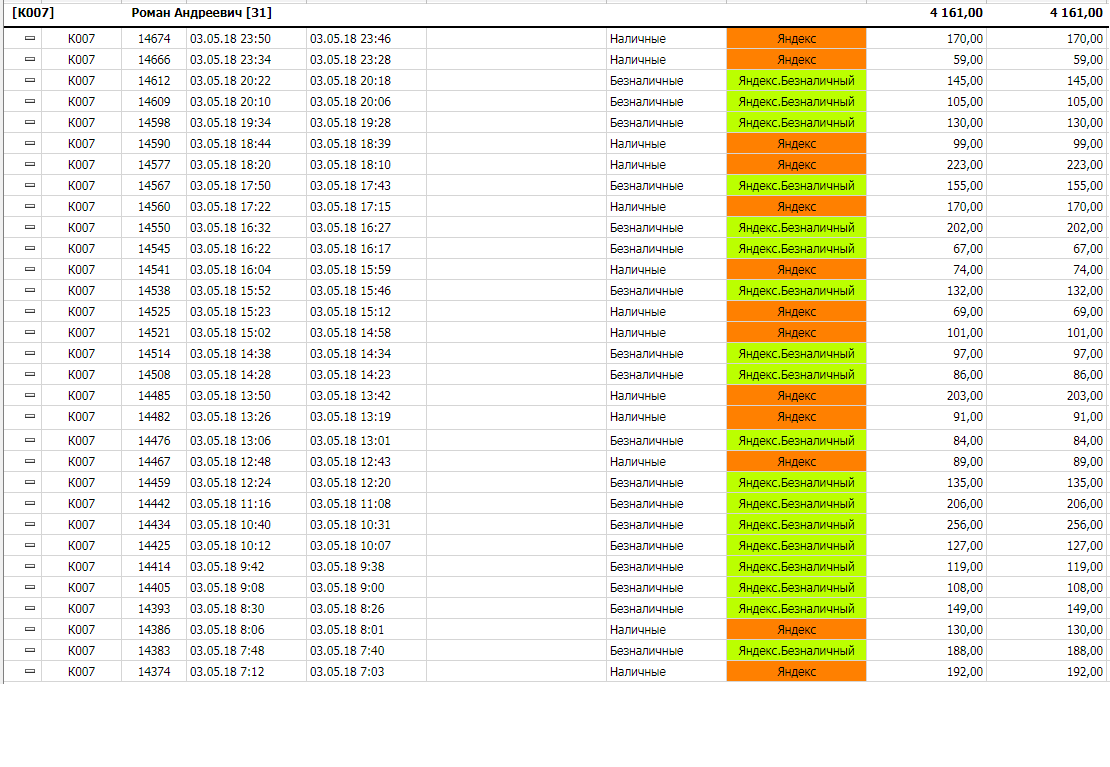 [K007] Роман Андреевич [31] 4 161,00 4 161,00
K007 14674 03.05.18 23:50 03.05.18 23:46 Наличные Яндекс 170,00 170,00
K007 14666 03.05.18 23:34 03.05.18 23:28 Наличные Яндекс 59,00 59,00
K007 14612 03.05.18 20:22 03.05.18 20:18 Безналичные Яндекс.Безналичный 145,00 145,00
K007 14609 03.05.18 20:10 03.05.18 20:06 Безналичные Яндекс.Безналичный 105,00 105,00
K007 14598 03.05.18 19:34 03.05.18 19:28 Безналичные Яндекс.Безналичный 130,00 130,00
K007 14590 03.05.18 18:44 03.05.18 18:39 Наличные Яндекс 99,00 99,00
K007 14577 03.05.18 18:20 03.05.18 18:10 Наличные Яндекс 223,00 223,00
K007 14567 03.05.18 17:50 03.05.18 17:43 Безналичные Яндекс.Безналичный 155,00 155,00
K007 14560 03.05.18 17:22 03.05.18 17:15 Наличные Яндекс 170,00 170,00
K007 14550 03.05.18 16:32 03.05.18 16:27 Безналичные Яндекс.Безналичный 202,00 202,00
K007 14545 03.05.18 16:22 03.05.18 16:17 Безналичные Яндекс.Безналичный 67,00 67,00
K007 14541 03.05.18 16:04 03.05.18 15:59 Наличные Яндекс 74,00 74,00
K007 14538 03.05.18 15:52 03.05.18 15:46 Безналичные Яндекс.Безналичный 132,00 132,00
K007 14525 03.05.18 15:23 03.05.18 15:12 Наличные Яндекс 69,00 69,00
K007 14521 03.05.18 15:02 03.05.18 14:58 Наличные Яндекс 101,00 101,00
K007 14514 03.05.18 14:38 03.05.18 14:34 Безналичные Яндекс.Безналичный 97,00 97,00
K007 14508 03.05.18 14:28 03.05.18 14:23 Безналичные Яндекс.Безналичный 86,00 86,00
K007 14485 03.05.18 13:50 03.05.18 13:42 Наличные Яндекс 203,00 203,00
K007 14482 03.05.18 13:26 03.05.18 13:19 Наличные Яндекс 91,00 91,00
K007 14476 03.05.18 13:06 03.05.18 13:01 Безналичные Яндекс.Безналичный 84,00 84,00
K007 14467 03.05.18 12:48 03.05.18 12:43 Наличные Яндекс 89,00 89,00
K007 14459 03.05.18 12:24 03.05.18 12:20 Безналичные Яндекс.Безналичный 135,00 135,00
K007 14442 03.05.18 11:16 03.05.18 11:08 Безналичные Яндекс.Безналичный 206,00 206,00
K007 14434 03.05.18 10:40 03.05.18 10:31 Безналичные Яндекс.Безналичный 256,00 256,00
K007 14425 03.05.18 10:12 03.05.18 10:07 Безналичные Яндекс.Безналичный 127,00 127,00
K007 14414 03.05.18 9:42 03.05.18 9:38 Безналичные Яндекс.Безналичный 119,00 119,00
K007 14405 03.05.18 9:08 03.05.18 9:00 Безналичные Яндекс.Безналичный 108,00 108,00
K007 14393 03.05.18 8:30 03.05.18 8:26 Безналичные Яндекс.Безналичный 149,00 149,00
K007 14386 03.05.18 8:06 03.05.18 8:01 Наличные Яндекс 130,00 130,00
K007 14383 03.05.18 7:48 03.05.18 7:40 Безналичные Яндекс.Безналичный 188,00 188,00
K007 14374 03.05.18 7:12 03.05.18 7:03 Наличные Яндекс 192,00 192,00